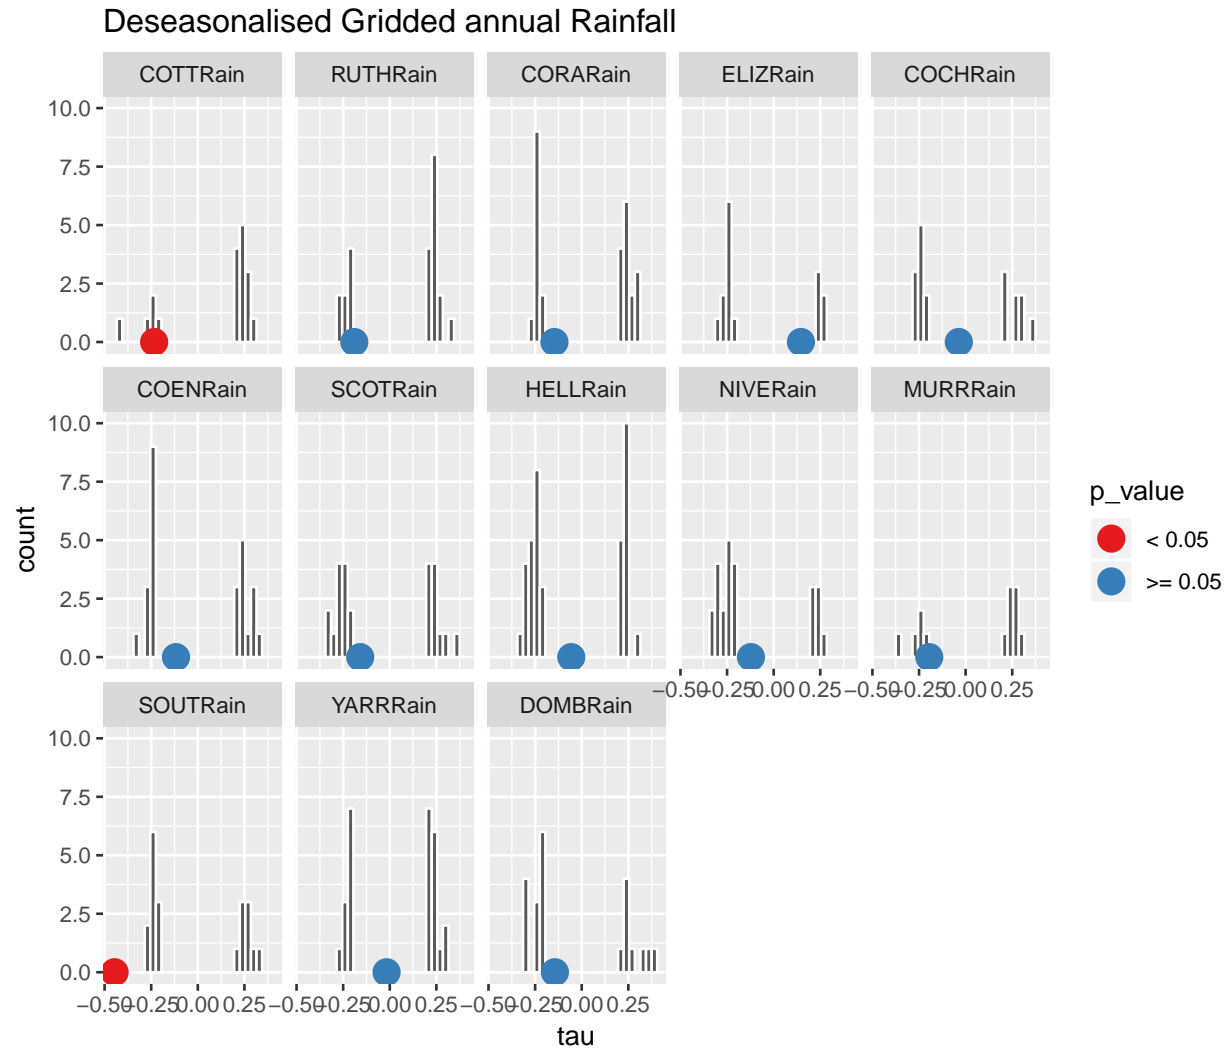 Deseasonalised Gridded annual Rainfall
COTTRain RUTHRain CORARain ELIZRain COCHRain
10.0
7.5
5.0
2.5
0.0
COENRain SCOTRain HELLRain NIVERain MURRRain
10.0
7.5
5.0
2.5
0.0
−0.50 −0.25 0.00 0.25 −0.50 −0.25 0.00 0.25
SOUTRain YARRRain DOMBRain
10.0
7.5
5.0
2.5
0.0
−0.50 −0.25 0.00 0.25 −0.50 −0.25 0.00 0.25 −0.50 −0.25 0.00 0.25
tau
count
p_value
< 0.05
>= 0.05